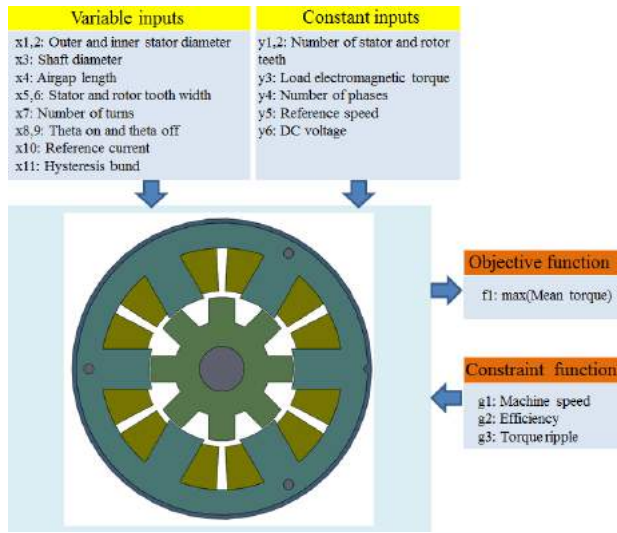 Variable inputs
x1,2: Outer and inner stator diameter
x3: Shaft diameter
x4: Airgap length
x5,6: Stator and rotor tooth width
x7: Number of turns
x8,9: Theta on and theta off
x10: Reference current
x11: Hysteresis bund
Constant inputs
y1,2: Number of stator and rotor
teeth
y3: Load electromagnetic torque
y4: Number of phases
y5: Reference speed
y6: DC voltage
Objective function
f1: max(Mean torque)
Constraint function
g1: Machine speed
g2: Efficiency
g3: Torque ripple